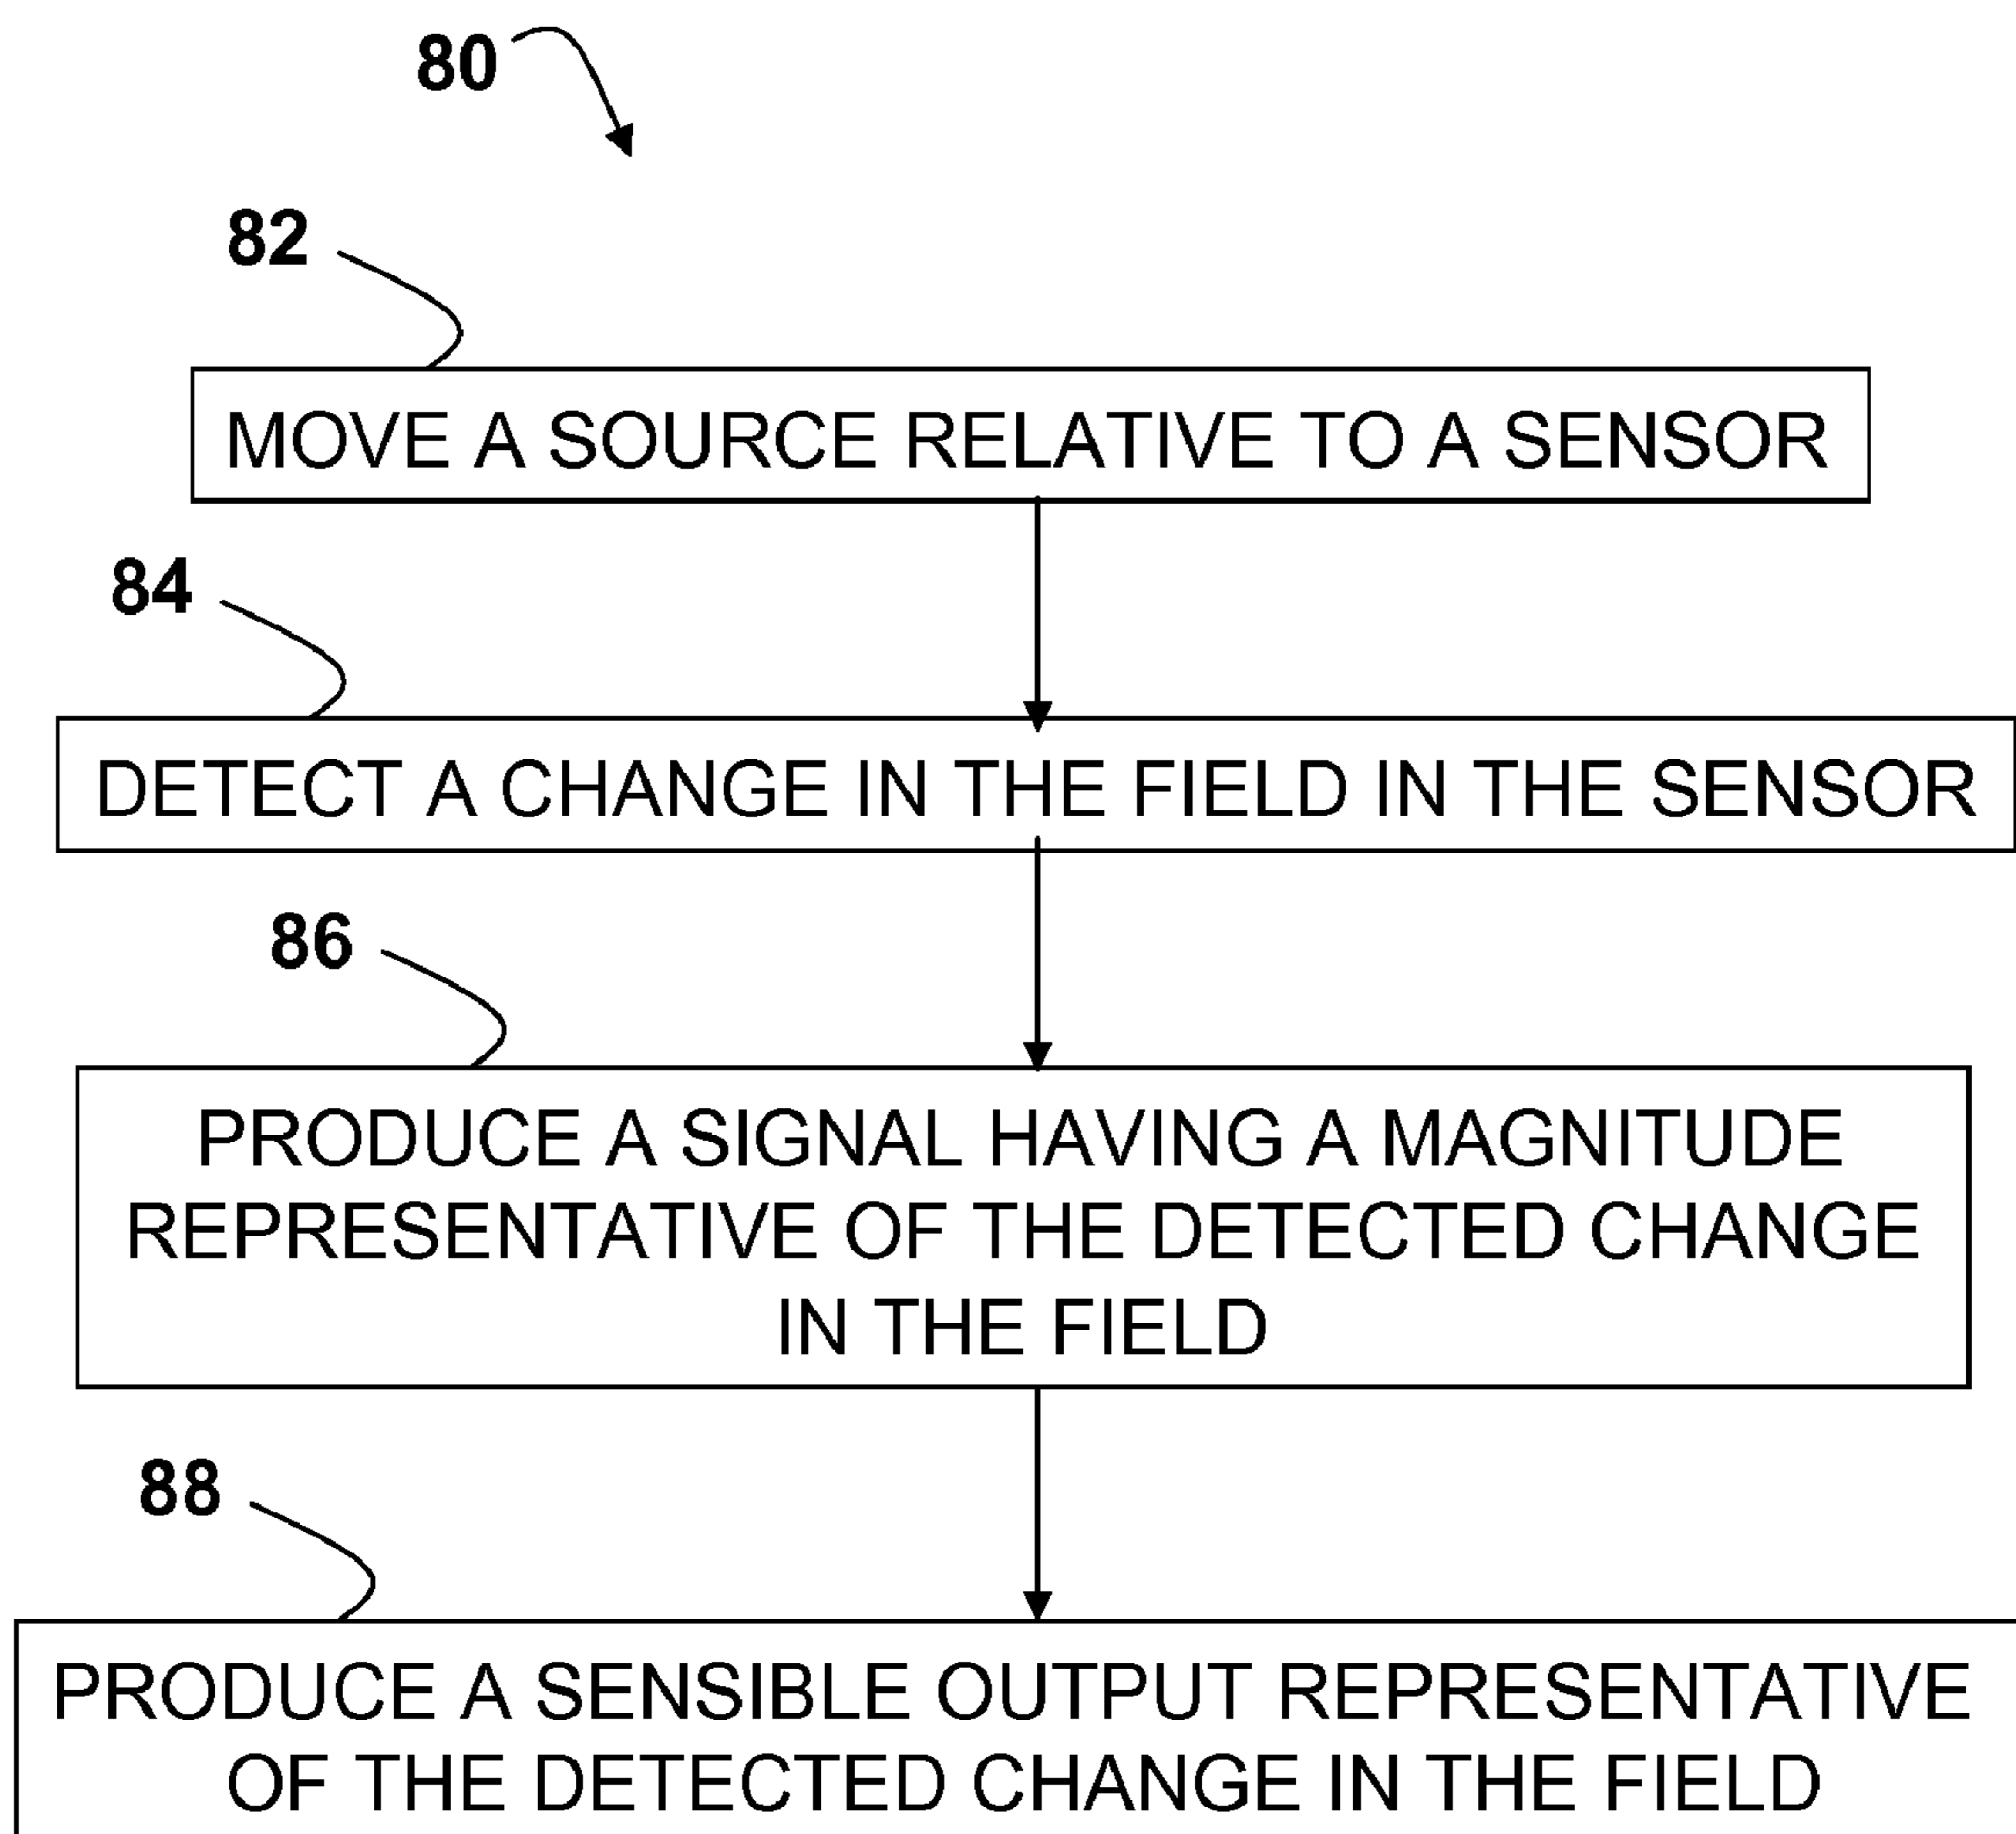 80
82
MOVE A SOURCE RELATIVE TO A SENSOR
84
DETECT A CHANGE IN THE FIELD IN THE SENSOR
86
PRODUCE A SIGNAL HAVING A MAGNITUDE
REPRESENTATIVE OF THE DETECTED CHANGE
IN THE FIELD
88
PRODUCE A SENSIBLE OUTPUT REPRESENTATIVE
OF THE DETECTED CHANGE IN THE FIELD